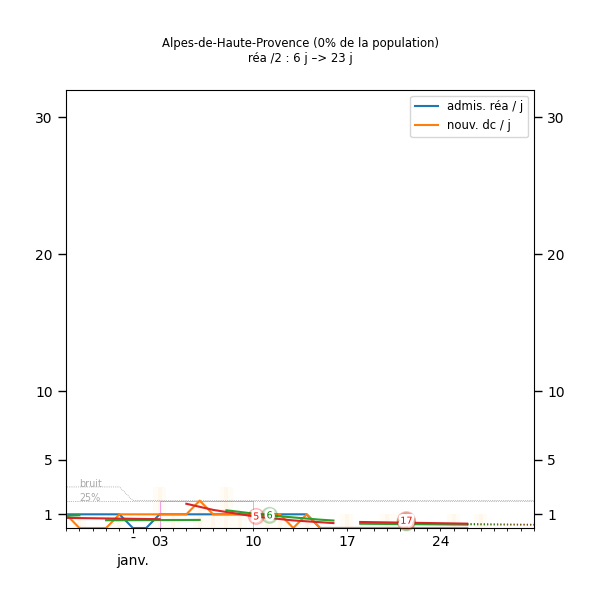 Alpes-de-Haute-Provence (0% de la population)
réa /2 : 6 j –> 23 j
admis. réa / j
nouv. dc / j
30 30
20 20
10 10
5 5
bruit
25%
1 5 6 17 1
- 03 10 17 24
janv.